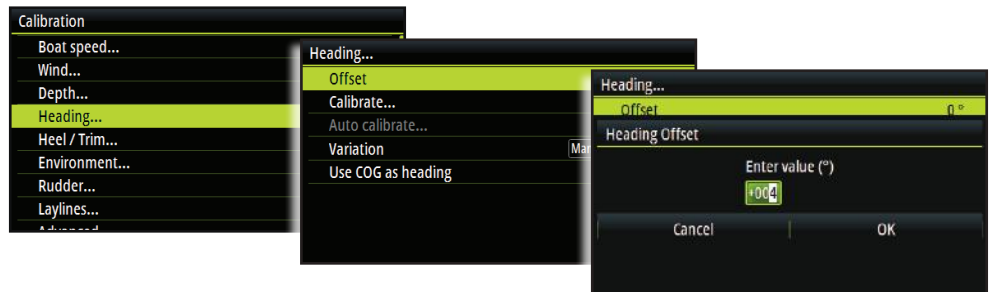 Calibration
Boat speed...
Wind...
Depth...
Heading...
Heel / Trim...
Environment...
Rudder...
Laylines...
Heading...
Offset
Calibrate...
Auto calibrate...
Variation
Use COG as heading
Heading...
Offset 0 °
Heading Offset
Enter value (°)
+004
Cancel OK